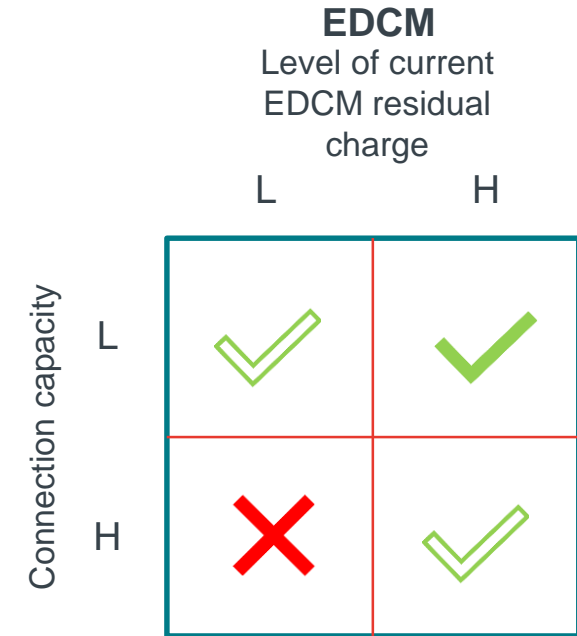 EDCM
Level of current
EDCM residual
charge
L H
Connection capacity
L
H